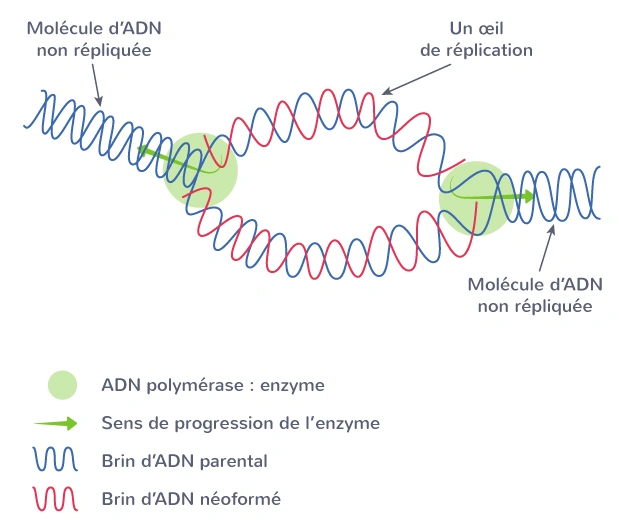 Molécule d'ADN
non répliquée
Un œil
de réplication
Molécule d'ADN
non répliquée
ADN polymérase : enzyme
Sens de progression de l'enzyme
Brin d'ADN parental
Brin d'ADN néoformé